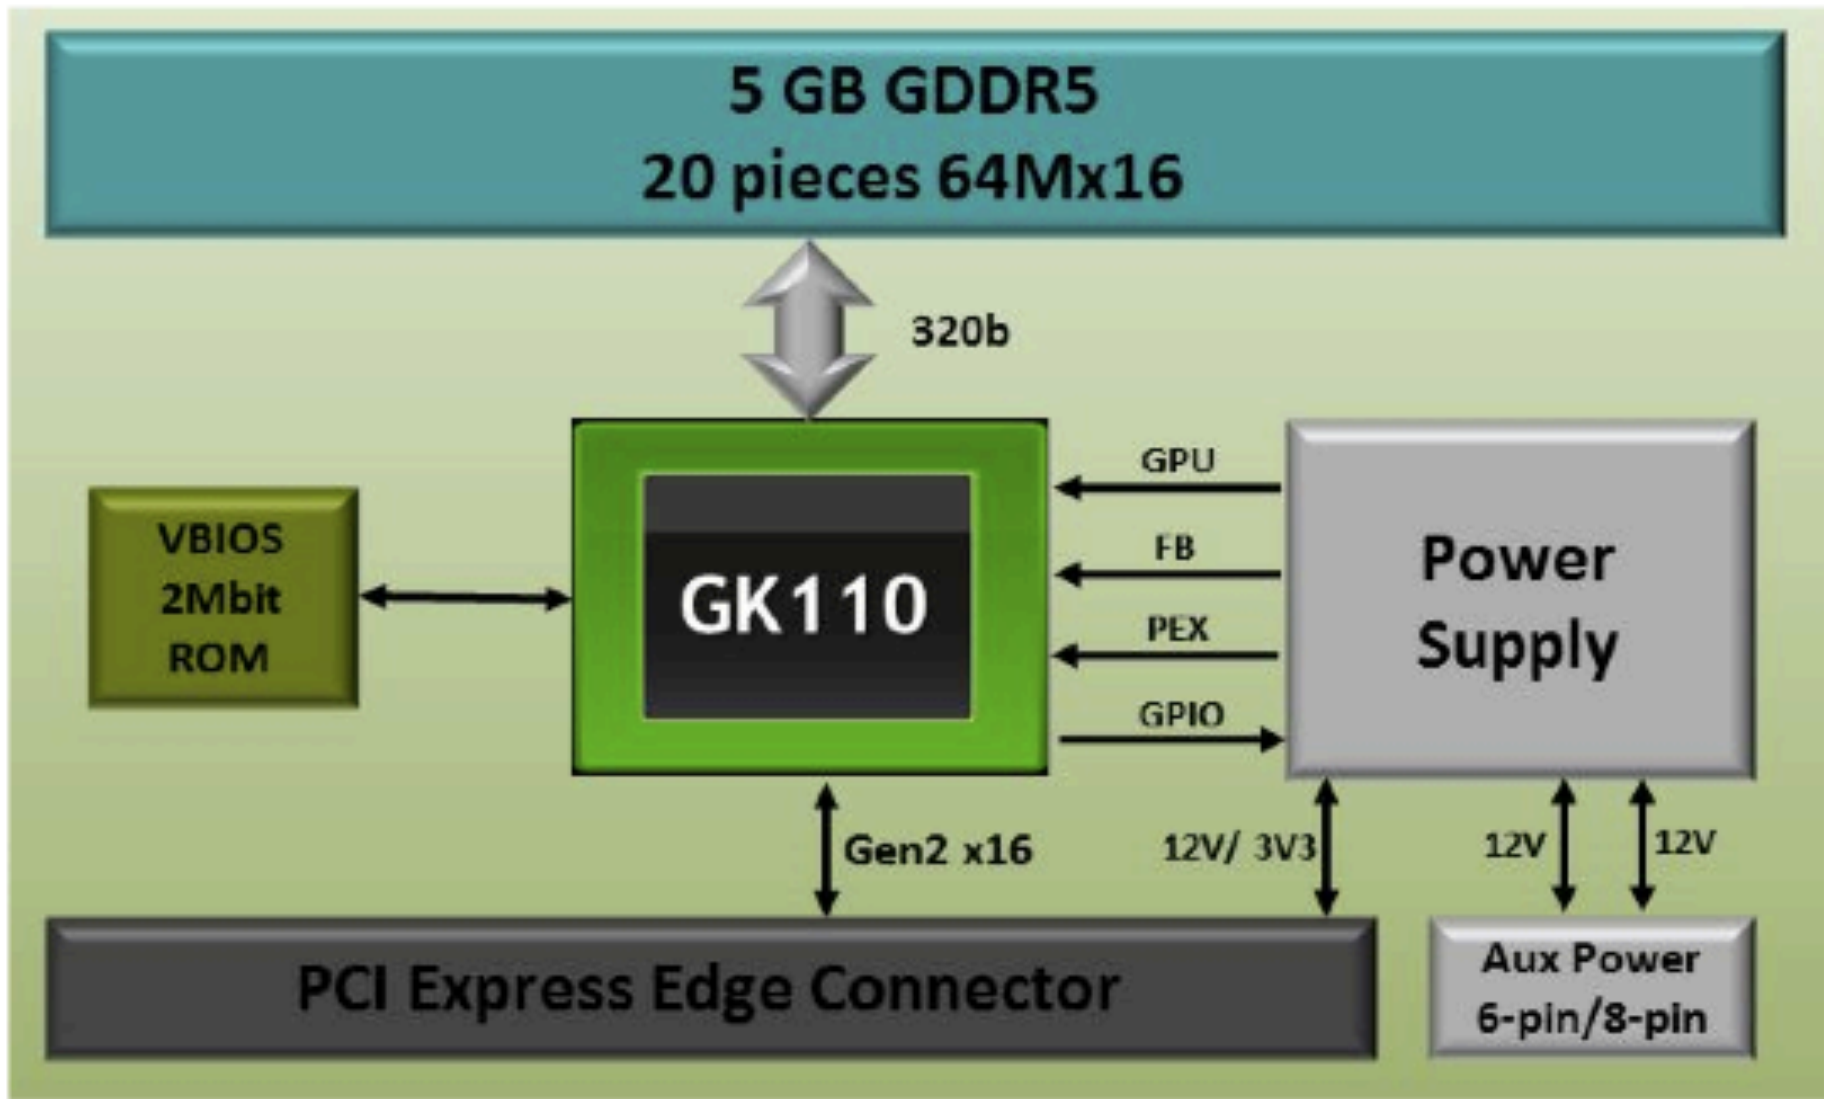 5 GB GDDR5
20 pieces 64Mx16
320b
GPU
VBIOS
2Mbit
ROM
GK110
FB
Power
Supply
PEX
GPIO
Gen2 x16
12V/ 3V3
12V
12V
PCI Express Edge Connector
Aux Power
6-pin/8-pin